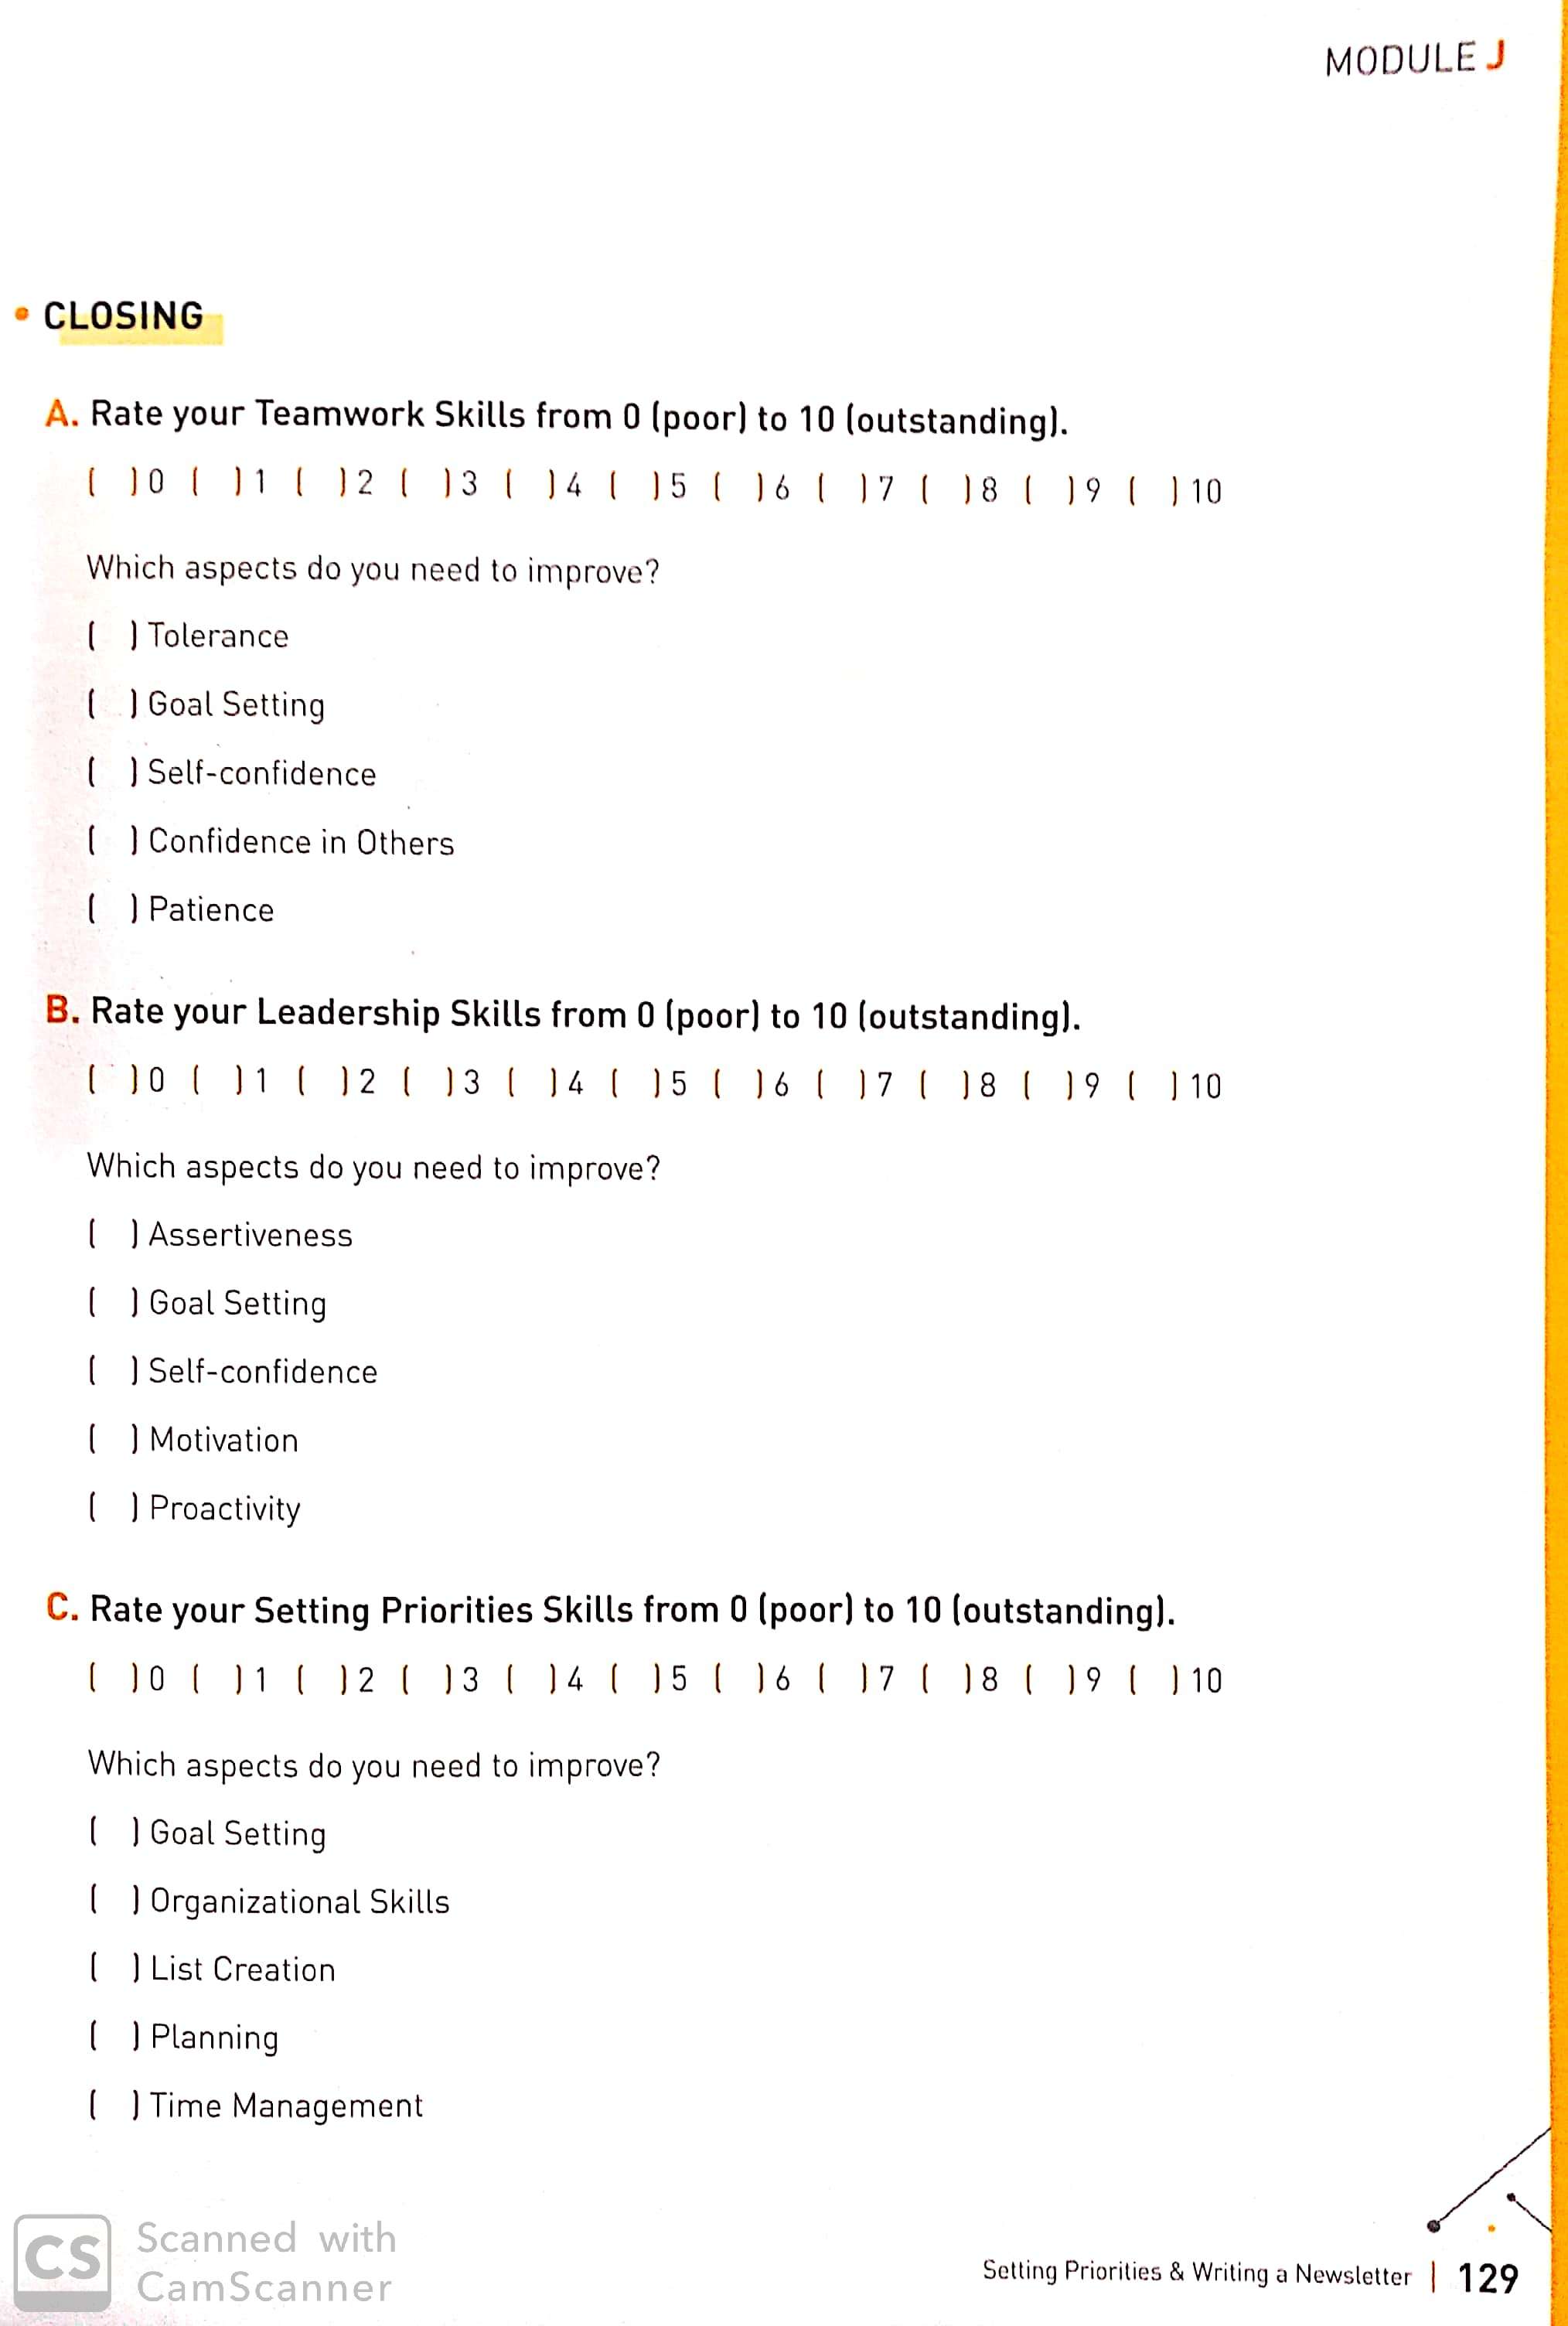 MODULE J
• CLOSING
A. Rate your Teamwork Skills from 0 (poor) to 10 (outstanding).
( ) 0 ( ) 1 ( ) 2 ( ) 3 ( ) 4 ( ) 5 ( ) 6 ( ) 7 ( ) 8 ( ) 9 ( ) 10
Which aspects do you need to improve?
( ) Tolerance
( ) Goal Setting
( ) Self-confidence
( ) Confidence in Others
( ) Patience
B. Rate your Leadership Skills from 0 (poor) to 10 (outstanding).
( ) 0 ( ) 1 ( ) 2 ( ) 3 ( ) 4 ( ) 5 ( ) 6 ( ) 7 ( ) 8 ( ) 9 ( ) 10
Which aspects do you need to improve?
( ) Assertiveness
( ) Goal Setting
( ) Self-confidence
( ) Motivation
( ) Proactivity
C. Rate your Setting Priorities Skills from 0 (poor) to 10 (outstanding).
( ) 0 ( ) 1 ( ) 2 ( ) 3 ( ) 4 ( ) 5 ( ) 6 ( ) 7 ( ) 8 ( ) 9 ( ) 10
Which aspects do you need to improve?
( ) Goal Setting
( ) Organizational Skills
( ) List Creation
( ) Planning
( ) Time Management
CS Scanned with
CamScanner
Setting Priorities & Writing a Newsletter | 129